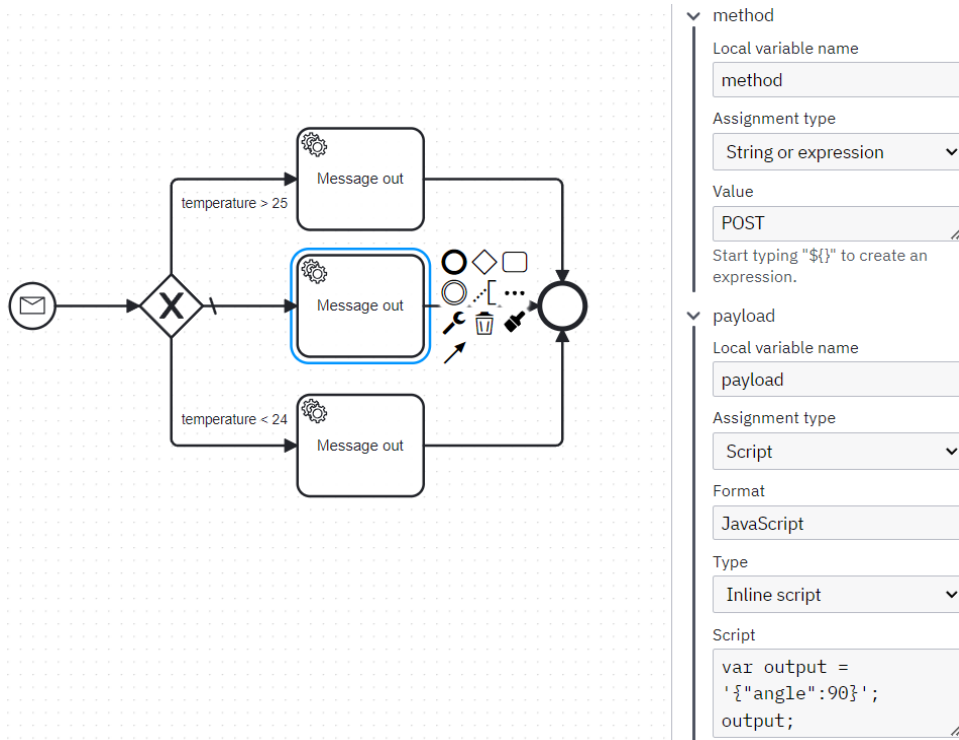 Message out
temperature > 25
Message out
X
temperature < 24
Message out
method
Local variable name
method
Assignment type
String or expression
Value
POST
Start typing "${}" to create an
expression.
payload
Local variable name
payload
Assignment type
Script
Format
JavaScript
Type
Inline script
Script
var output =
'{"angle":90}';
output;